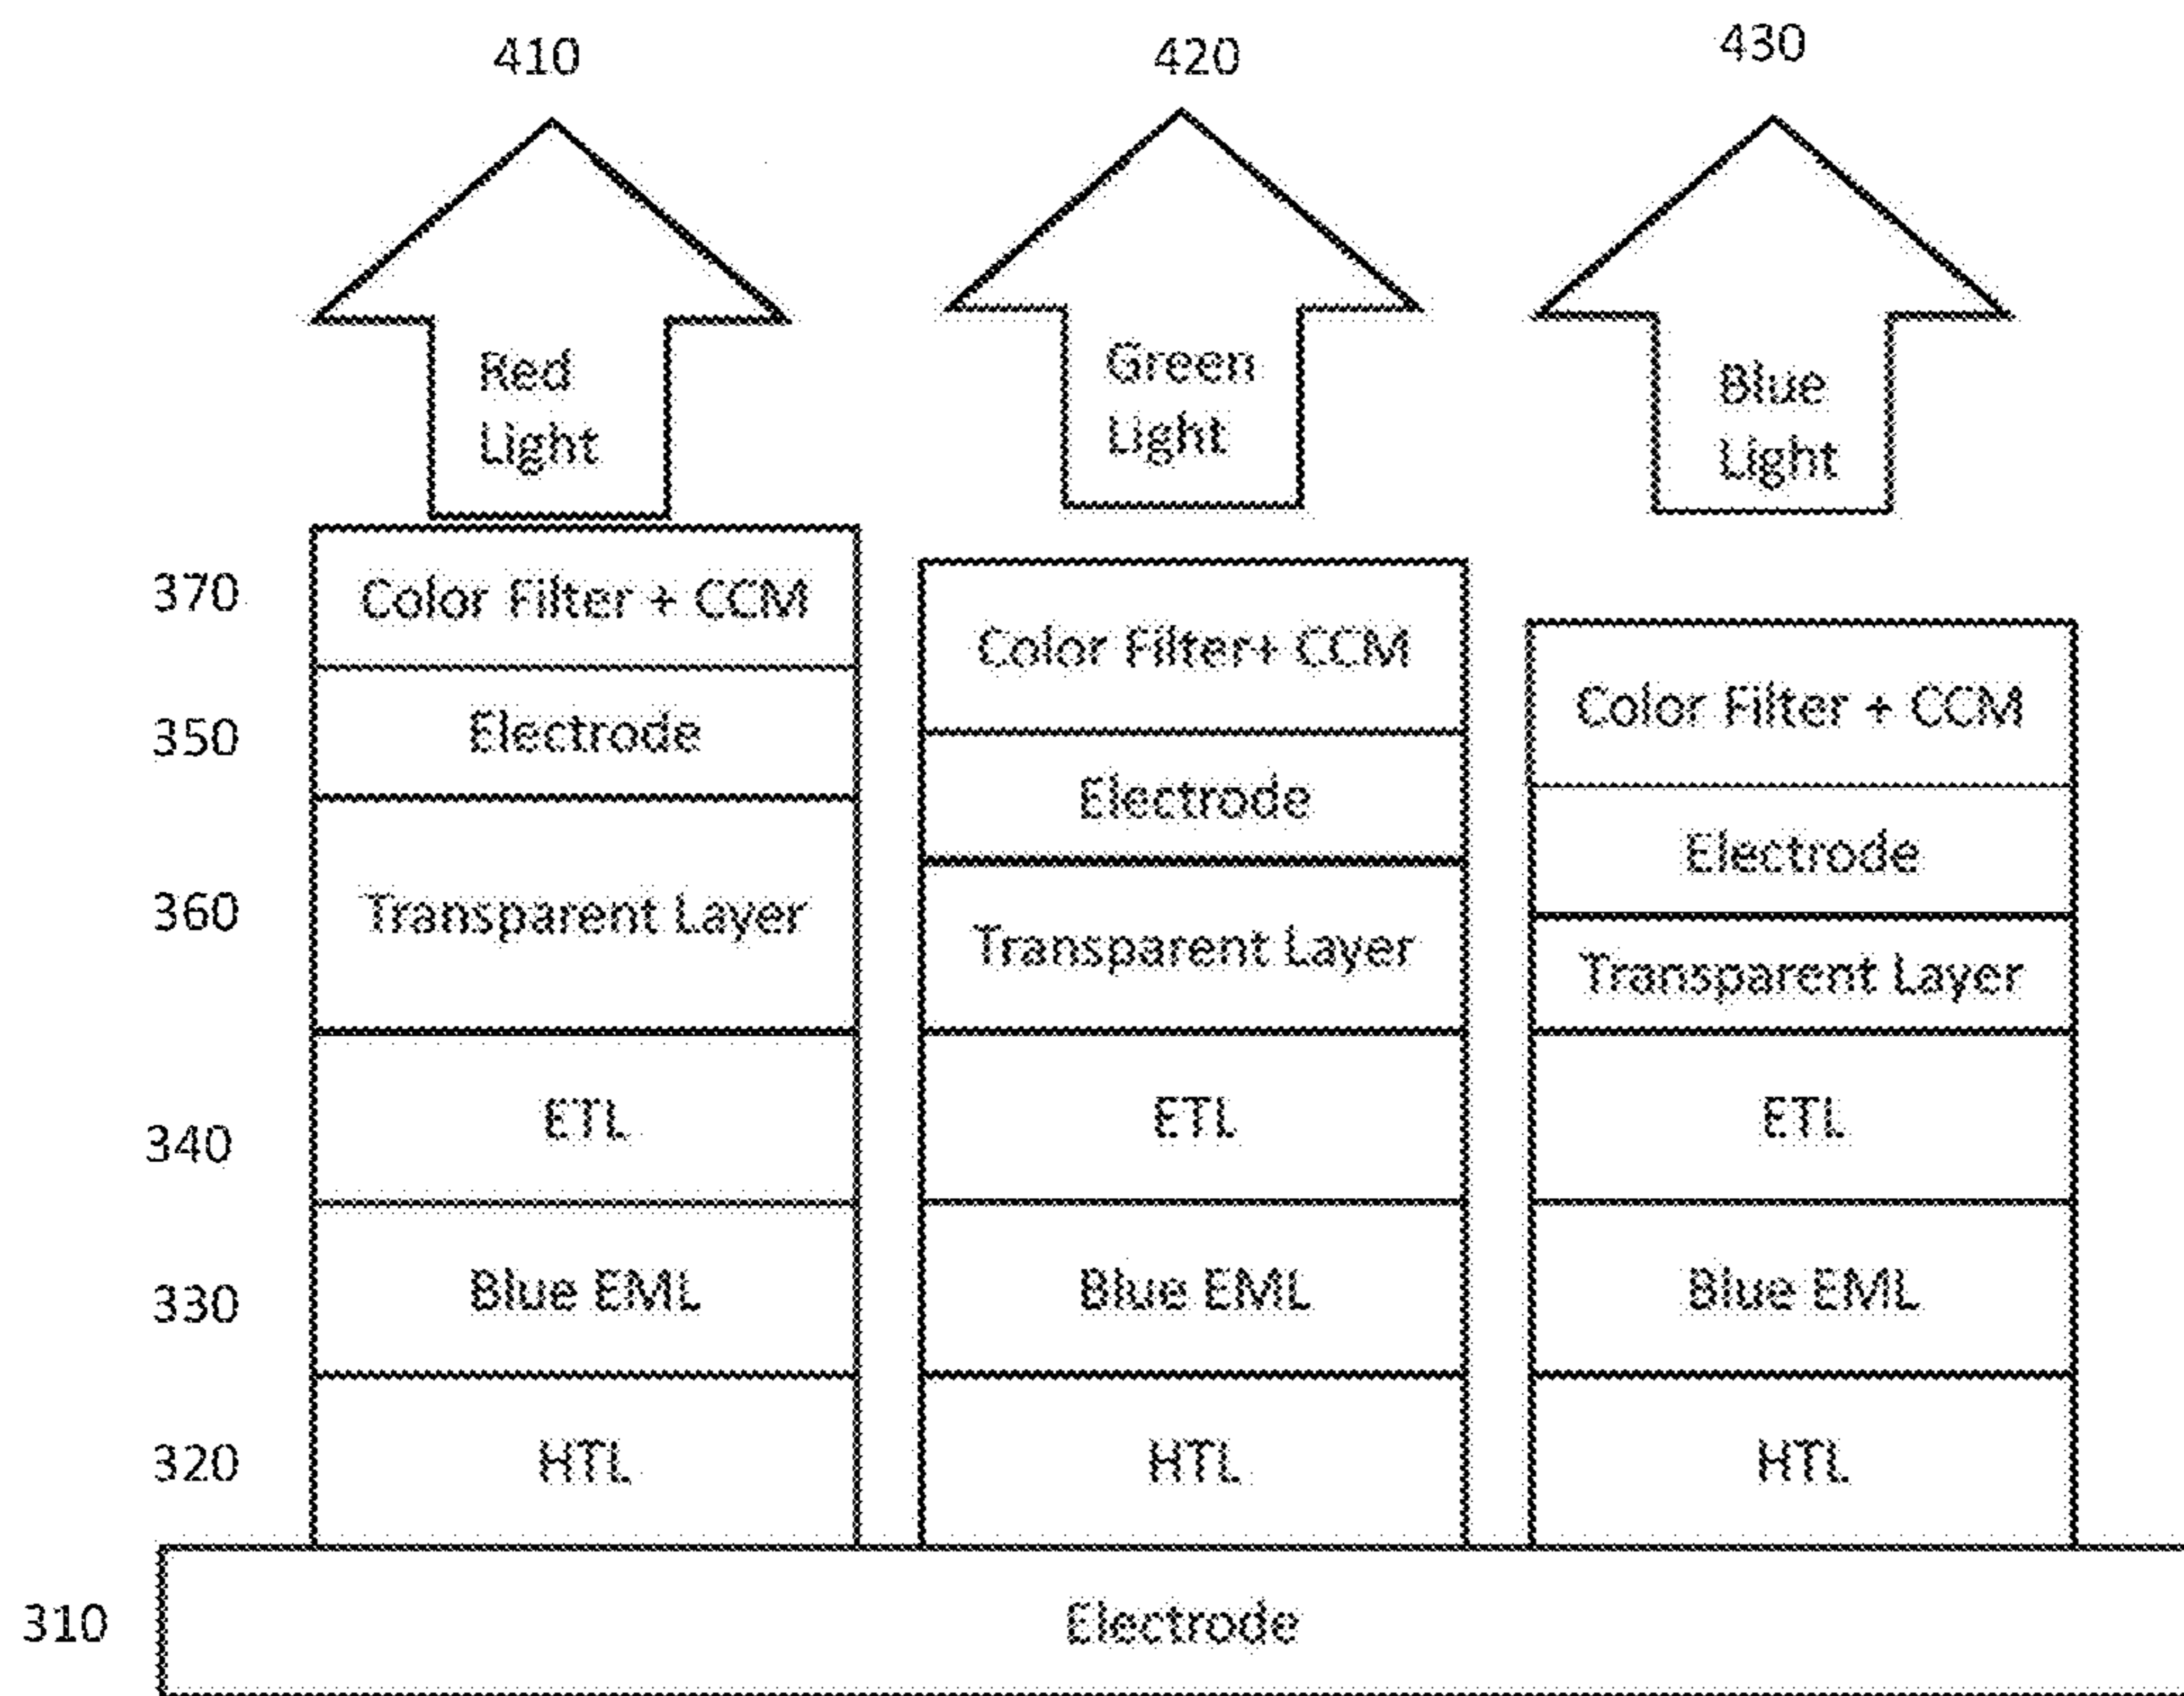 410
420
430
Red
Light
Green
Light
Blue
Light
370
Color Filter + CCM
Color Filter+ CCM
Color Filter + CCM
350
Electrode
Electrode
Electrode
360
Transparent Layer
Transparent Layer
Transparent Layer
340
ETL
ETL
ETL
330
Blue EML
Blue EML
Blue EML
320
HTL
HTL
HTL
310
Electrode